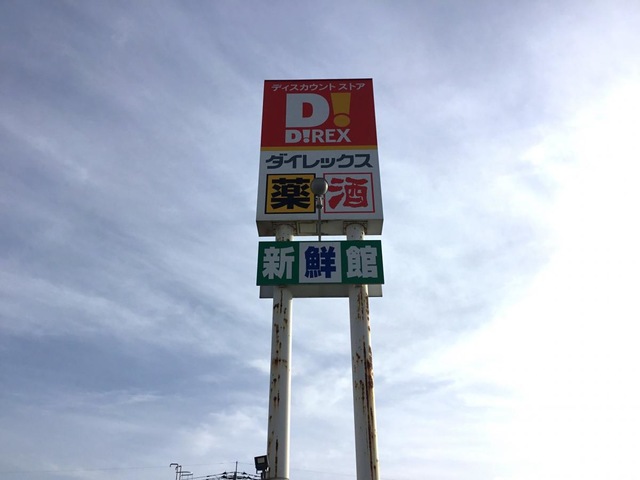 ディスカウント ストア
D!
D!REX
ダイレックス
薬 酒
新鮮館